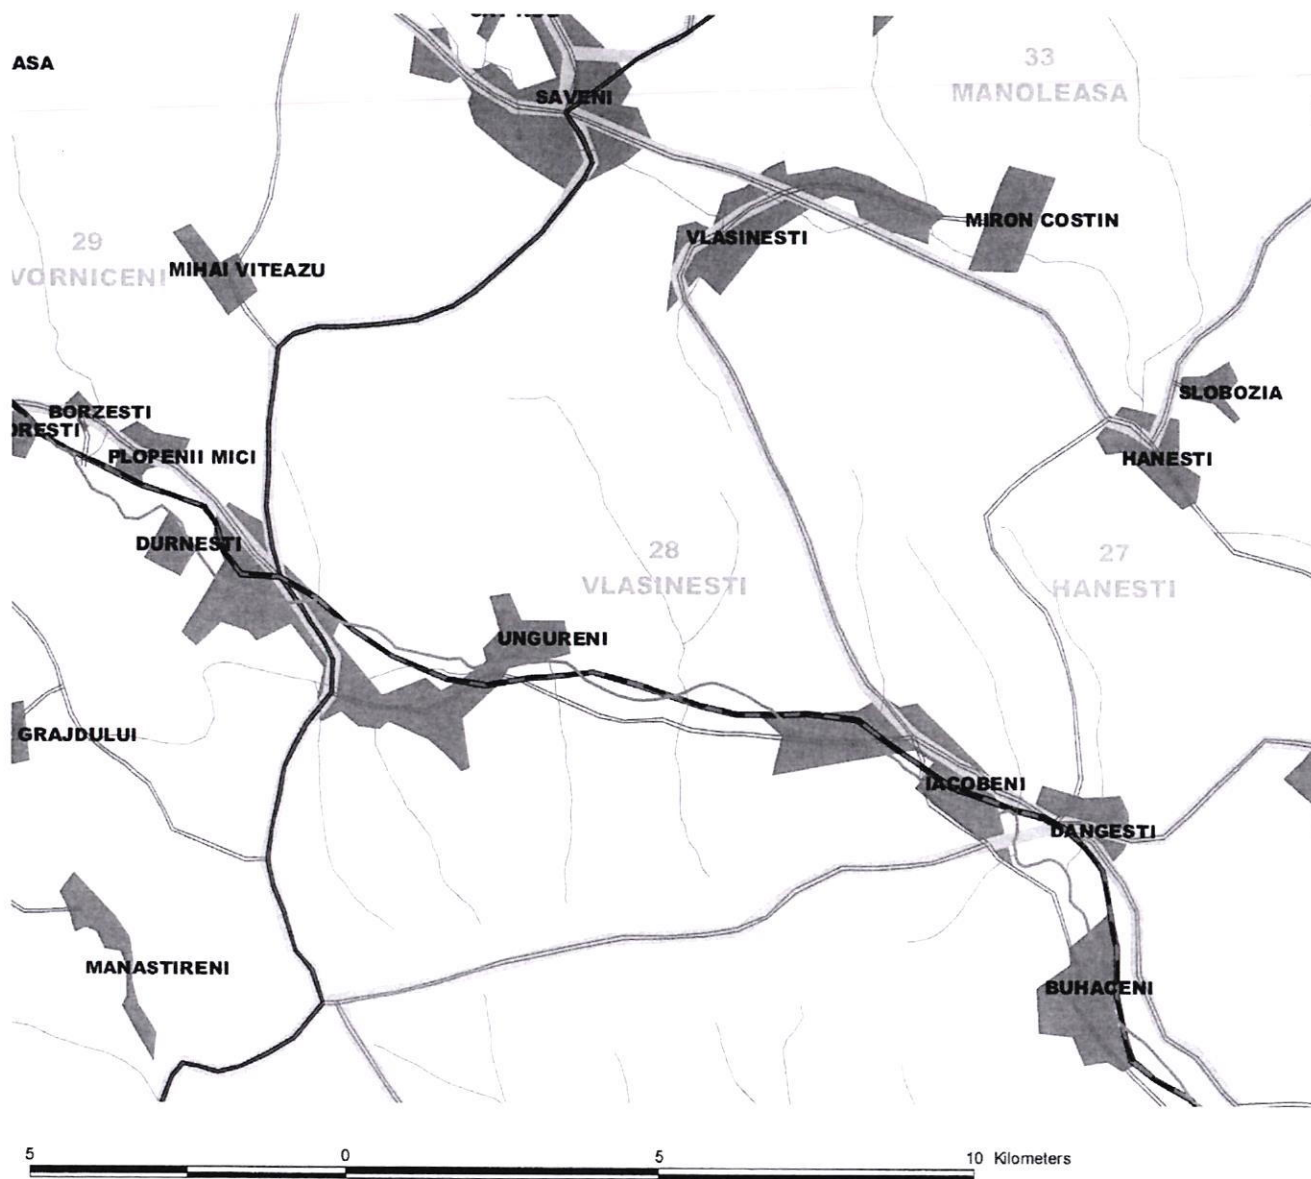 ASA
SAVENI
33
MANOLEASA
MIRON COSTIN
VLASINESTI
29
VORNICENI
MIHAI VITEAZU
SLOBOZIA
BORZESTI
ORESTI
PLOPENII MICI
HANESTI
DURNESTI
28
VLASINESTI
27
HANESTI
UNGURENI
GRAJDULUI
IACOBENI
DANGESTI
MANASTIRENI
BUHACENI
5 0 5 10 Kilometers